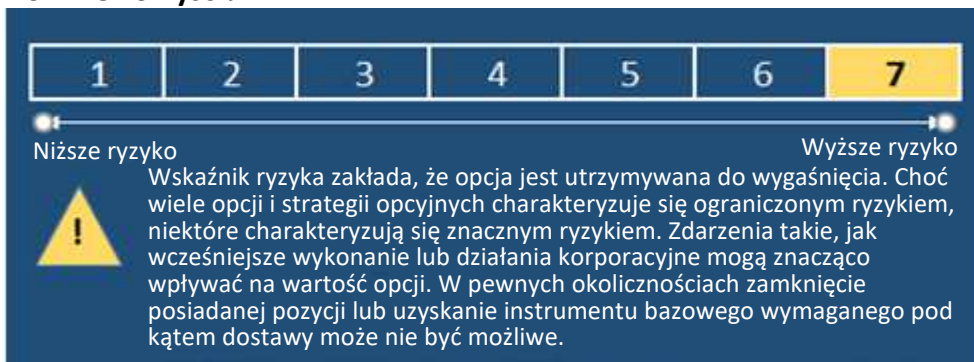 1 2 3 4 5 6 7
Niższe ryzyko Wyższe ryzyko
Wskaźnik ryzyka zakłada, że opcja jest utrzymywana do wygaśnięcia. Choć
wiele opcji i strategii opcyjnych charakteryzuje się ograniczonym ryzykiem,
niektóre charakteryzują się znacznym ryzykiem. Zdarzenia takie, jak
wcześniejsze wykonanie lub działania korporacyjne mogą znacząco
wpływać na wartość opcji. W pewnych okolicznościach zamknięcie
posiadanej pozycji lub uzyskanie instrumentu bazowego wymaganego pod
kątem dostawy może nie być możliwe.